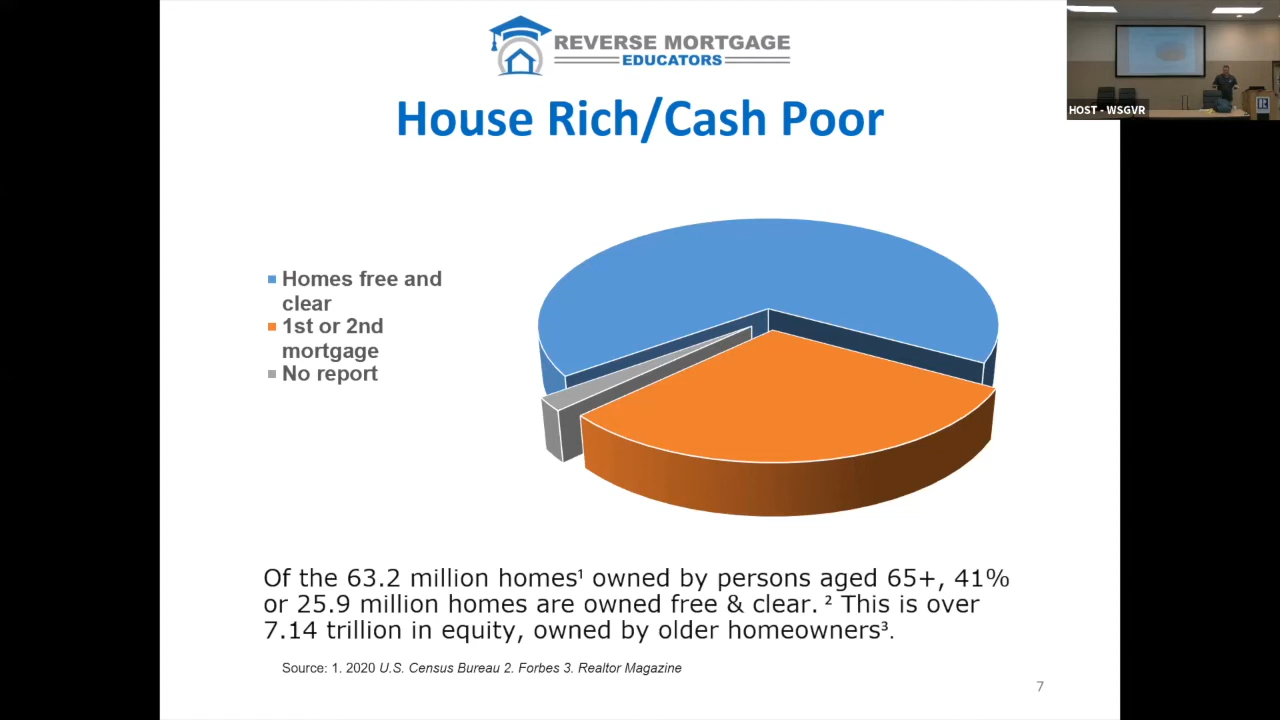 REVERSE MORTGAGE
EDUCATORS
House Rich/Cash Poor
HOST - WSGVR
Homes free and
clear
1st or 2nd
mortgage
No report
Of the 63.2 million homes¹ owned by persons aged 65+, 41%
or 25.9 million homes are owned free & clear. ² This is over
7.14 trillion in equity, owned by older homeowners³.
Source: 1. 2020 U.S. Census Bureau 2. Forbes 3. Realtor Magazine
7